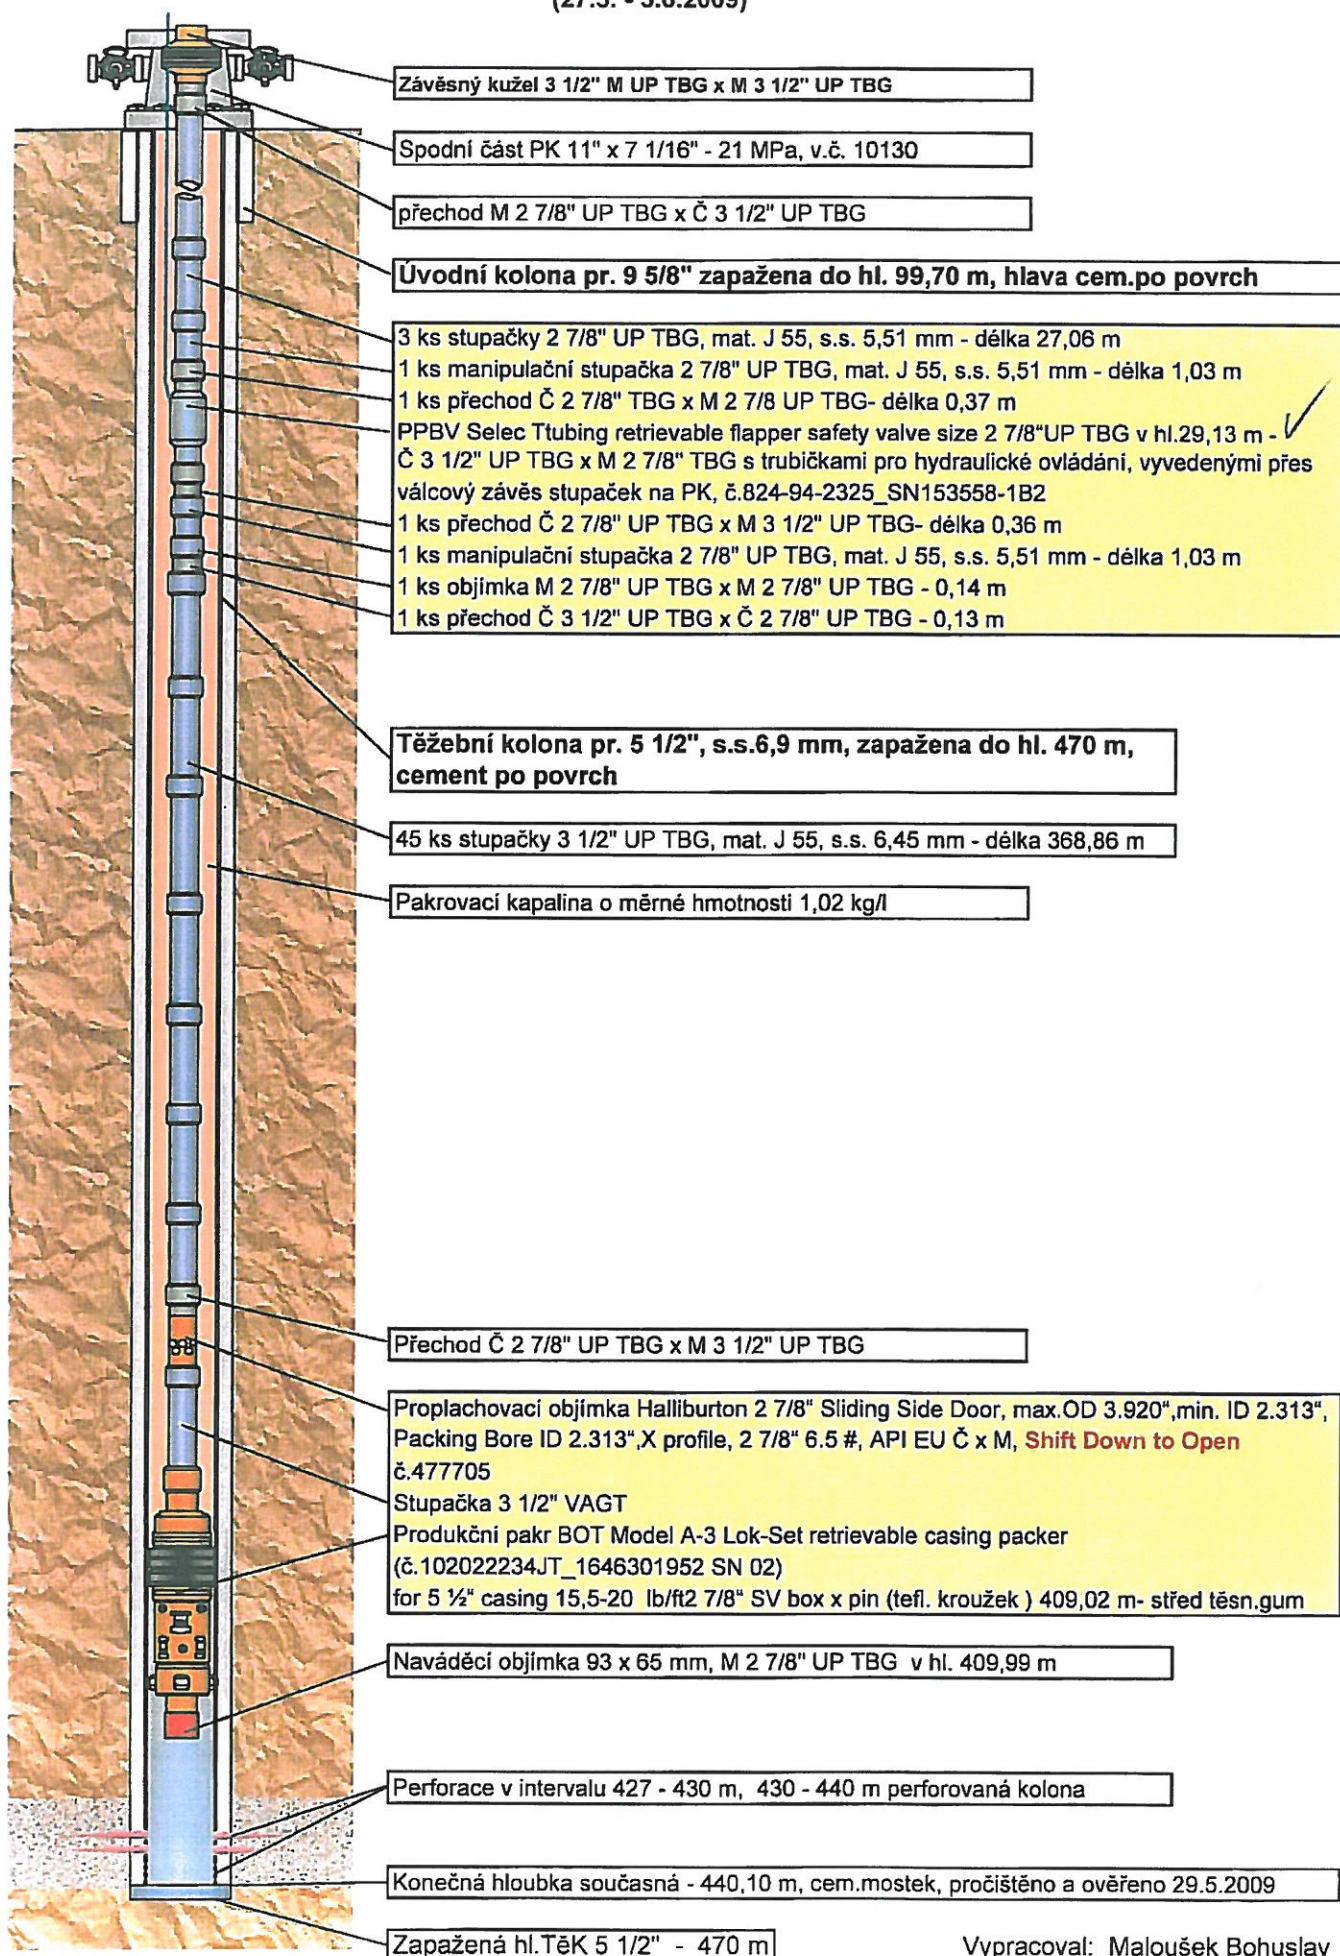 (27.5. - 3.6.2009)
Závěsný kužel 3 1/2" M UP TBG x M 3 1/2" UP TBG
Spodní část PK 11" x 7 1/16" - 21 MPa, v.č. 10130
přechod M 2 7/8" UP TBG x Č 3 1/2" UP TBG
Úvodní kolona pr. 9 5/8" zapažena do hl. 99,70 m, hlava cem.po povrch
3 ks stupačky 2 7/8" UP TBG, mat. J 55, s.s. 5,51 mm - délka 27,06 m
1 ks manipulační stupačka 2 7/8" UP TBG, mat. J 55, s.s. 5,51 mm - délka 1,03 m
1 ks přechod Č 2 7/8" TBG x M 2 7/8 UP TBG- délka 0,37 m
PPBV Selec Ttubing retrievable flapper safety valve size 2 7/8"UP TBG v hl.29,13 m -
Č 3 1/2" UP TBG x M 2 7/8" TBG s trubičkami pro hydraulické ovládání, vyvedenými přes
válcový závěs stupaček na PK, č.824-94-2325_SN153558-1B2
1 ks přechod Č 2 7/8" UP TBG x M 3 1/2" UP TBG- délka 0,36 m
1 ks manipulační stupačka 2 7/8" UP TBG, mat. J 55, s.s. 5,51 mm - délka 1,03 m
1 ks objímka M 2 7/8" UP TBG x M 2 7/8" UP TBG - 0,14 m
1 ks přechod Č 3 1/2" UP TBG x Č 2 7/8" UP TBG - 0,13 m
Těžební kolona pr. 5 1/2", s.s.6,9 mm, zapažena do hl. 470 m,
cement po povrch
45 ks stupačky 3 1/2" UP TBG, mat. J 55, s.s. 6,45 mm - délka 368,86 m
Pakrovací kapalina o měrné hmotnosti 1,02 kg/l
Přechod Č 2 7/8" UP TBG x M 3 1/2" UP TBG
Proplachovací objímka Halliburton 2 7/8" Sliding Side Door, max.OD 3.920",min. ID 2.313",
Packing Bore ID 2.313",X profile, 2 7/8" 6.5 #, API EU Č x M, Shift Down to Open
č.477705
Stupačka 3 1/2" VAGT
Produkční pakr BOT Model A-3 Lok-Set retrievable casing packer
(č.102022234JT_1646301952 SN 02)
for 5 ½" casing 15,5-20 lb/ft2 7/8" SV box x pin (tefl. kroužek ) 409,02 m- střed těsn.gum
Naváděcí objímka 93 x 65 mm, M 2 7/8" UP TBG v hl. 409,99 m
Perforace v intervalu 427 - 430 m, 430 - 440 m perforovaná kolona
Konečná hloubka současná - 440,10 m, cem.mostek, pročištěno a ověřeno 29.5.2009
Zapažená hl.TěK 5 1/2" - 470 m
Vypracoval: Maloušek Bohuslav